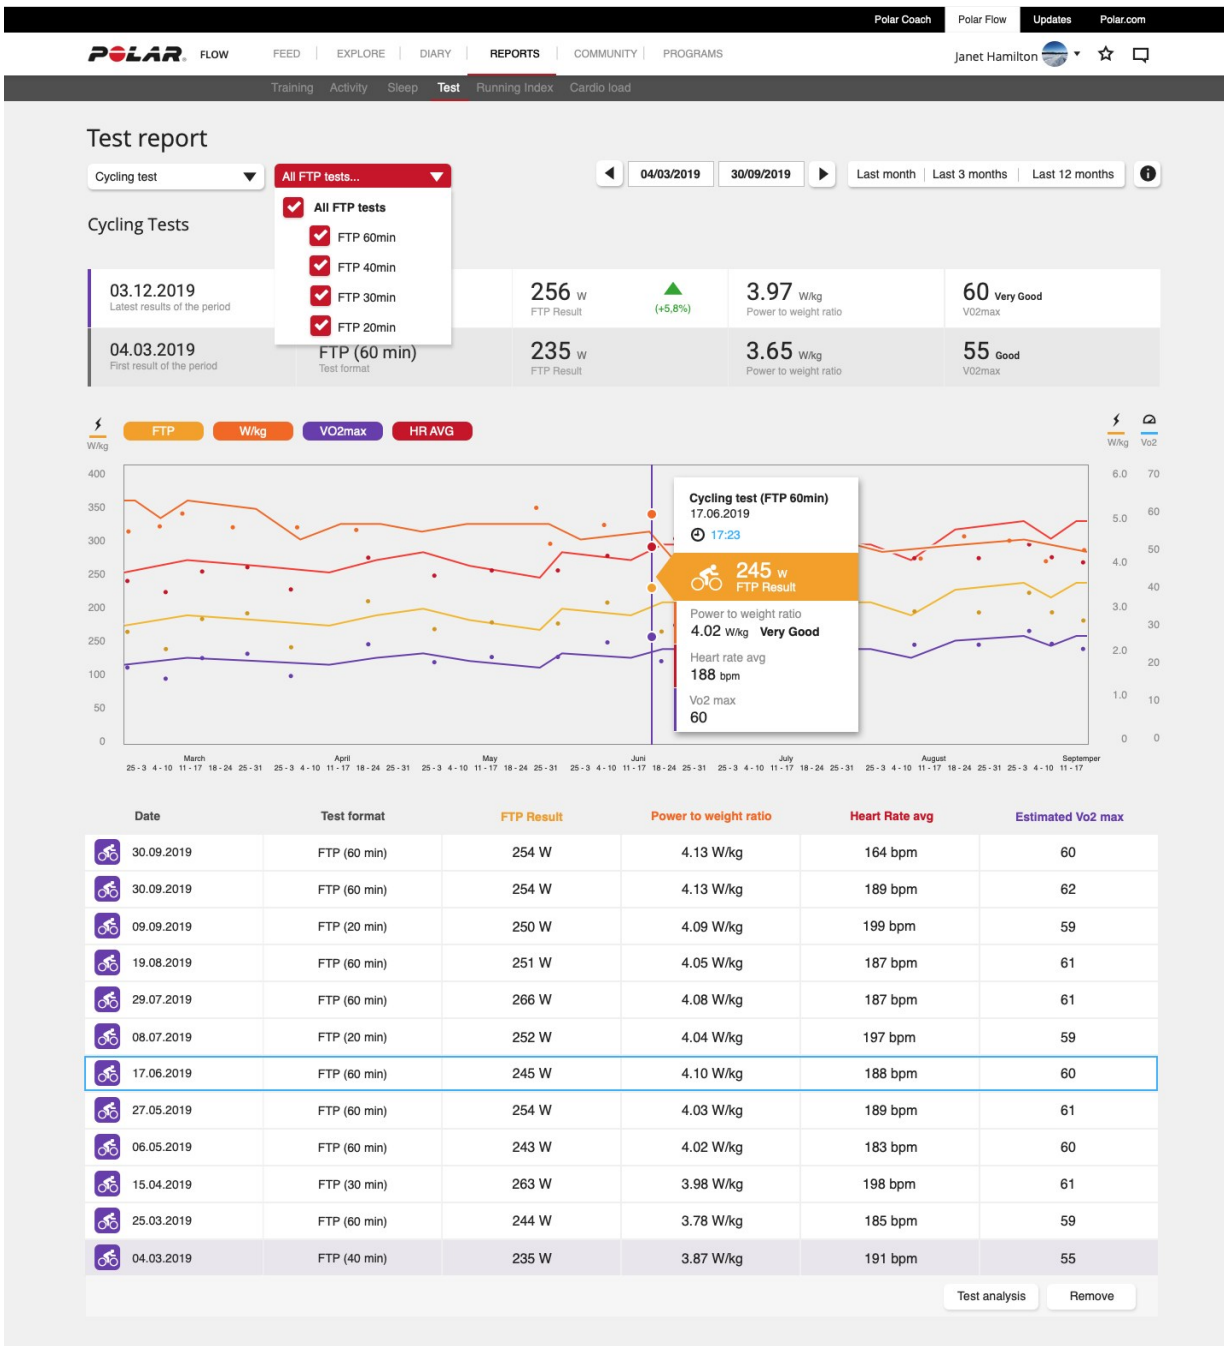 Polar Coach Polar Flow Updates Polar.com
POLAR. FLOW FEED EXPLORE DIARY REPORTS COMMUNITY PROGRAMS Janet Hamilton
Training Activity Sleep Test Running Index Cardio load
Test report
Cycling test All FTP tests... 04/03/2019 30/09/2019 Last month Last 3 months Last 12 months
All FTP tests
FTP 60min
FTP 40min
FTP 30min
FTP 20min
Cycling Tests
03.12.2019 256 W 3.97 W/kg 60 Very Good
Latest results of the period FTP Result (+5,8%) Power to weight ratio V02max
04.03.2019 FTP (60 min) 235 W 3.65 W/kg 55 Good
First result of the period Test format FTP Result Power to weight ratio V02max
FTP W/kg VO2max HR AVG
W/kg W/kg Vo2
400 6.0 70
350 5.0 60
300 50
250 4.0 40
200 3.0 30
250 2.0 20
100
50 1.0 10
0 0 0
Cycling test (FTP 60min)
17.06.2019
17:23
245 W
FTP Result
Power to weight ratio
4.02 W/kg Very Good
Heart rate avg
188 bpm
Vo2 max
60
March April May Juni July August Septemper
25 - 3 4 - 10 11 - 17 18 - 24 25 - 31 25 - 3 4 - 10 11 - 17 18 - 24 25 - 31 25 - 3 4 - 10 11 - 17 18 - 24 25 - 31 25 - 3 4 - 10 11 - 17 18 - 24 25 - 31 25 - 3 4 - 10 11 - 17 18 - 24 25 - 31 25 - 3 4 - 10 11 - 17 18 - 24 25 - 31 25 - 3 4 - 10 11 - 17
Date Test format FTP Result Power to weight ratio Heart Rate avg Estimated Vo2 max
30.09.2019 FTP (60 min) 254 W 4.13 W/kg 164 bpm 60
30.09.2019 FTP (60 min) 254 W 4.13 W/kg 189 bpm 62
09.09.2019 FTP (20 min) 250 W 4.09 W/kg 199 bpm 59
19.08.2019 FTP (60 min) 251 W 4.05 W/kg 187 bpm 61
29.07.2019 FTP (60 min) 266 W 4.08 W/kg 187 bpm 61
08.07.2019 FTP (20 min) 252 W 4.04 W/kg 197 bpm 59
17.06.2019 FTP (60 min) 245 W 4.10 W/kg 188 bpm 60
27.05.2019 FTP (60 min) 254 W 4.03 W/kg 189 bpm 61
06.05.2019 FTP (60 min) 243 W 4.02 W/kg 183 bpm 60
15.04.2019 FTP (30 min) 263 W 3.98 W/kg 198 bpm 61
25.03.2019 FTP (60 min) 244 W 3.78 W/kg 185 bpm 59
04.03.2019 FTP (40 min) 235 W 3.87 W/kg 191 bpm 55
Test analysis Remove